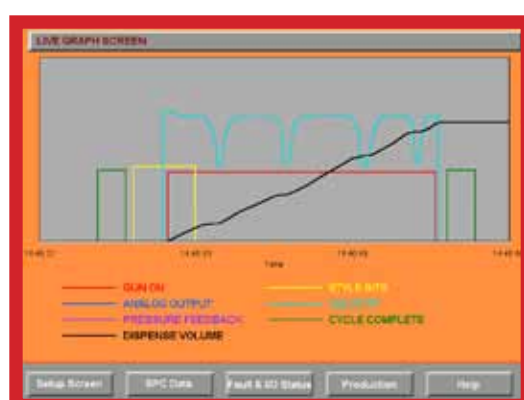 LIVE GRAPH SCREEN
Time
GUN ON
STYLE BITS
ANALOG OUTPUT
PRESSURE FEEDBACK
CYCLE COMPLETE
DISPENSE VOLUME
Setup Screen
SPC Data
Fault & I/O Status
Production
Help